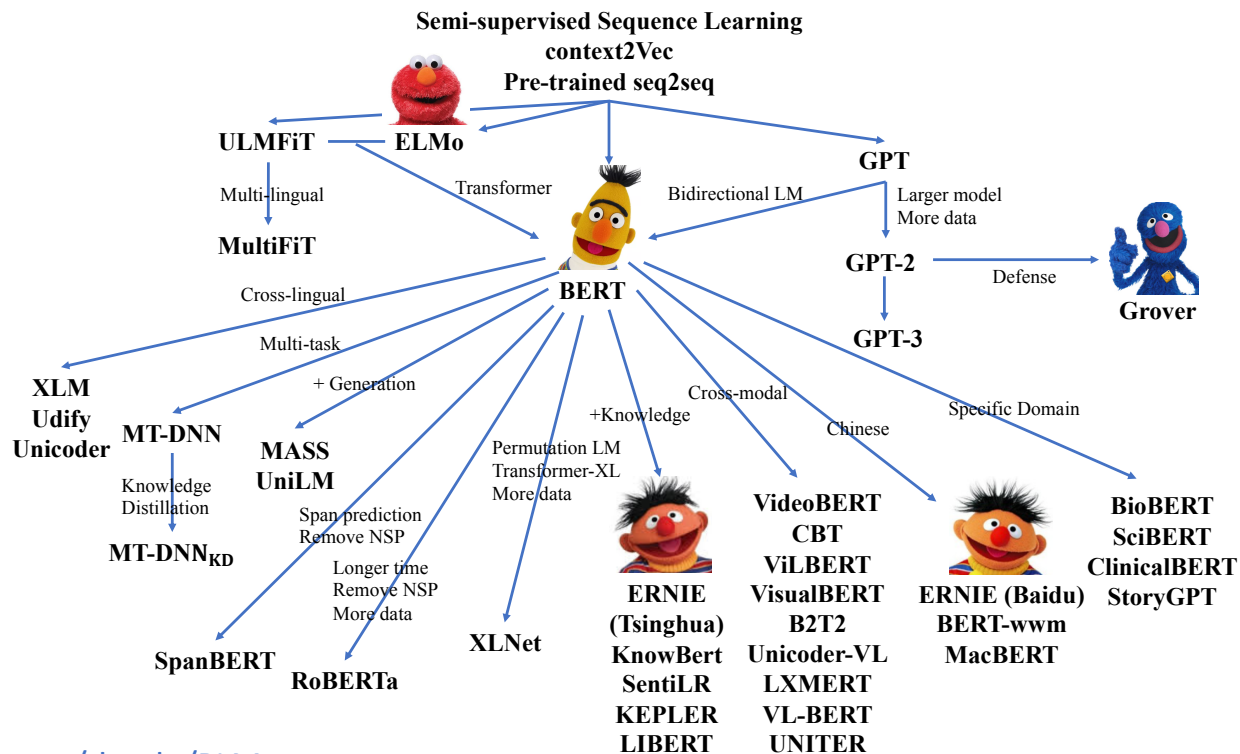 Semi-supervised Sequence Learning
context2Vec
Pre-trained seq2seq
ULMFiT
ELMo
GPT
Multi-lingual
Transformer
Bidirectional LM
Larger model
More data
MultiFiT
GPT-2
Defense
BERT
Grover
Cross-lingual
GPT-3
Multi-task
+ Generation
XLM
Udify
Unicoder
MT-DNN
MASS
UniLM
+Knowledge
Cross-modal
Chinese
Specific Domain
Permutation LM
Transformer-XL
More data
Knowledge
Distillation
MT-DNNKD
Span prediction
Remove NSP
Longer time
Remove NSP
More data
SpanBERT
RoBERTa
XLNet
ERNIE
(Tsinghua)
KnowBert
SentiLR
KEPLER
LIBERT
VideoBERT
CBT
ViLBERT
VisualBERT
B2T2
Unicoder-VL
LXMERT
VL-BERT
UNITER
ERNIE (Baidu)
BERT-wwm
MacBERT
BioBERT
SciBERT
ClinicalBERT
StoryGPT